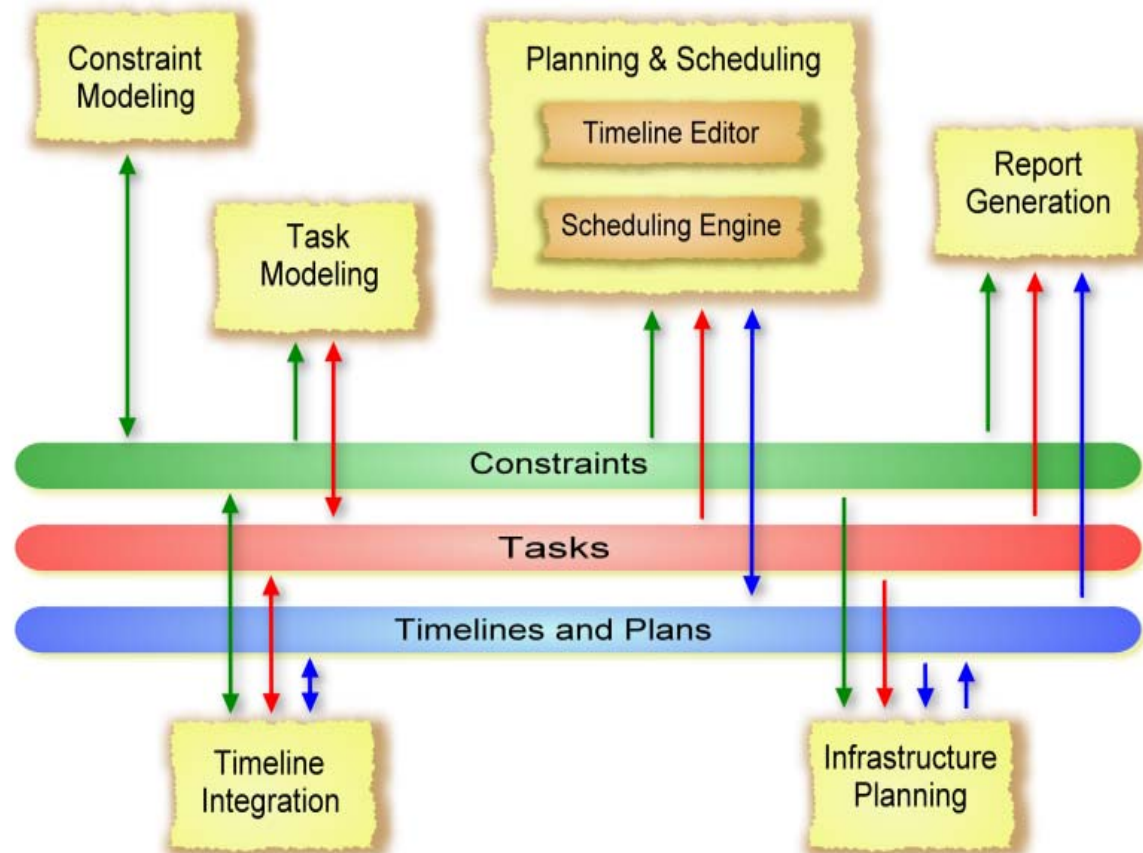 Constraint
Modeling
Planning & Scheduling
Timeline Editor
Scheduling Engine
Task
Modeling
Report
Generation
Constraints
Tasks
Timelines and Plans
Timeline
Integration
Infrastructure
Planning